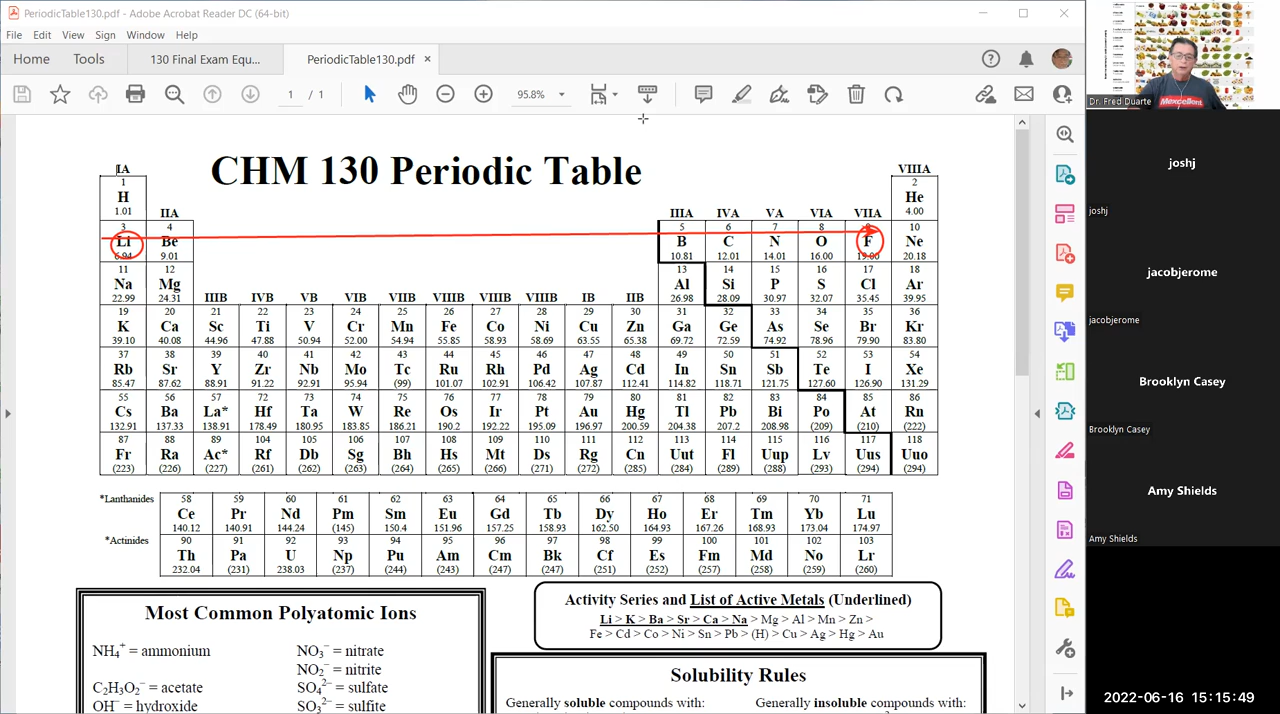 PeriodicTable130.pdf - Adobe Acrobat Reader DC (64-bit)
File Edit View Sign Window Help
Home Tools 130 Final Exam Equ... PeriodicTable130.pdf ×
1 / 1 95.8%
CHM 130 Periodic Table
IA VIIIA
1 2
H He
1.01 4.00
IIA IIIA IVA VA VIA VIIA
3 4 5 6 7 8 9 10
Li Be B C N O F Ne
6.94 9.01 10.81 12.01 14.01 16.00 19.00 20.18
11 12 13 14 15 16 17 18
Na Mg Al Si P S Cl Ar
22.99 24.31 IIIB IVB VB VIB VIIB VIIIB VIIIB VIIIB IB IIB 26.98 28.09 30.97 32.07 35.45 39.95
19 20 21 22 23 24 25 26 27 28 29 30 31 32 33 34 35 36
K Ca Sc Ti V Cr Mn Fe Co Ni Cu Zn Ga Ge As Se Br Kr
39.10 40.08 44.96 47.88 50.94 52.00 54.94 55.85 58.93 58.69 63.55 65.38 69.72 72.59 74.92 78.96 79.90 83.80
37 38 39 40 41 42 43 44 45 46 47 48 49 50 51 52 53 54
Rb Sr Y Zr Nb Mo Tc Ru Rh Pd Ag Cd In Sn Sb Te I Xe
85.47 87.62 88.91 91.22 92.91 95.94 (99) 101.07 102.91 106.42 107.87 112.41 114.82 118.71 121.75 127.60 126.90 131.29
55 56 57 72 73 74 75 76 77 78 79 80 81 82 83 84 85 86
Cs Ba La* Hf Ta W Re Os Ir Pt Au Hg Tl Pb Bi Po At Rn
132.91 137.33 138.91 178.49 180.95 183.85 186.21 190.2 192.22 195.09 196.97 200.59 204.38 207.2 208.98 (209) (210) (222)
87 88 89 104 105 106 107 108 109 110 111 112 113 114 115 116 117 118
Fr Ra Ac* Rf Db Sg Bh Hs Mt Ds Rg Cn Uut Fl Uup Lv Uus Uuo
(223) (226) (227) (261) (262) (263) (264) (265) (266) (271) (272) (285) (284) (289) (288) (293) (294) (294)
*Lanthanides 58 59 60 61 62 63 64 65 66 67 68 69 70 71
Ce Pr Nd Pm Sm Eu Gd Tb Dy Ho Er Tm Yb Lu
140.12 140.91 144.24 (145) 150.4 151.96 157.25 158.93 162.50 164.93 167.26 168.93 173.04 174.97
*Actinides 90 91 92 93 94 95 96 97 98 99 100 101 102 103
Th Pa U Np Pu Am Cm Bk Cf Es Fm Md No Lr
232.04 (231) 238.03 (237) (244) (243) (247) (247) (251) (252) (257) (258) (259) (260)
Most Common Polyatomic Ions
NH₄⁺ = ammonium NO₃⁻ = nitrate
NO₂⁻ = nitrite
C₂H₃O₂⁻ = acetate SO₄²⁻ = sulfate
OH⁻ = hydroxide SO₃²⁻ = sulfite
Activity Series and List of Active Metals (Underlined)
Li > K > Ba > Sr > Ca > Na > Mg > Al > Mn > Zn >
Fe > Cd > Co > Ni > Sn > Pb > (H) > Cu > Ag > Hg > Au
Solubility Rules
Generally soluble compounds with: Generally insoluble compounds with:
Mexcellent
Dr. Fred Duarte
joshj
joshj
jacobjerome
jacobjerome
Brooklyn Casey
Brooklyn Casey
Amy Shields
Amy Shields
2022-06-16 15:15:49